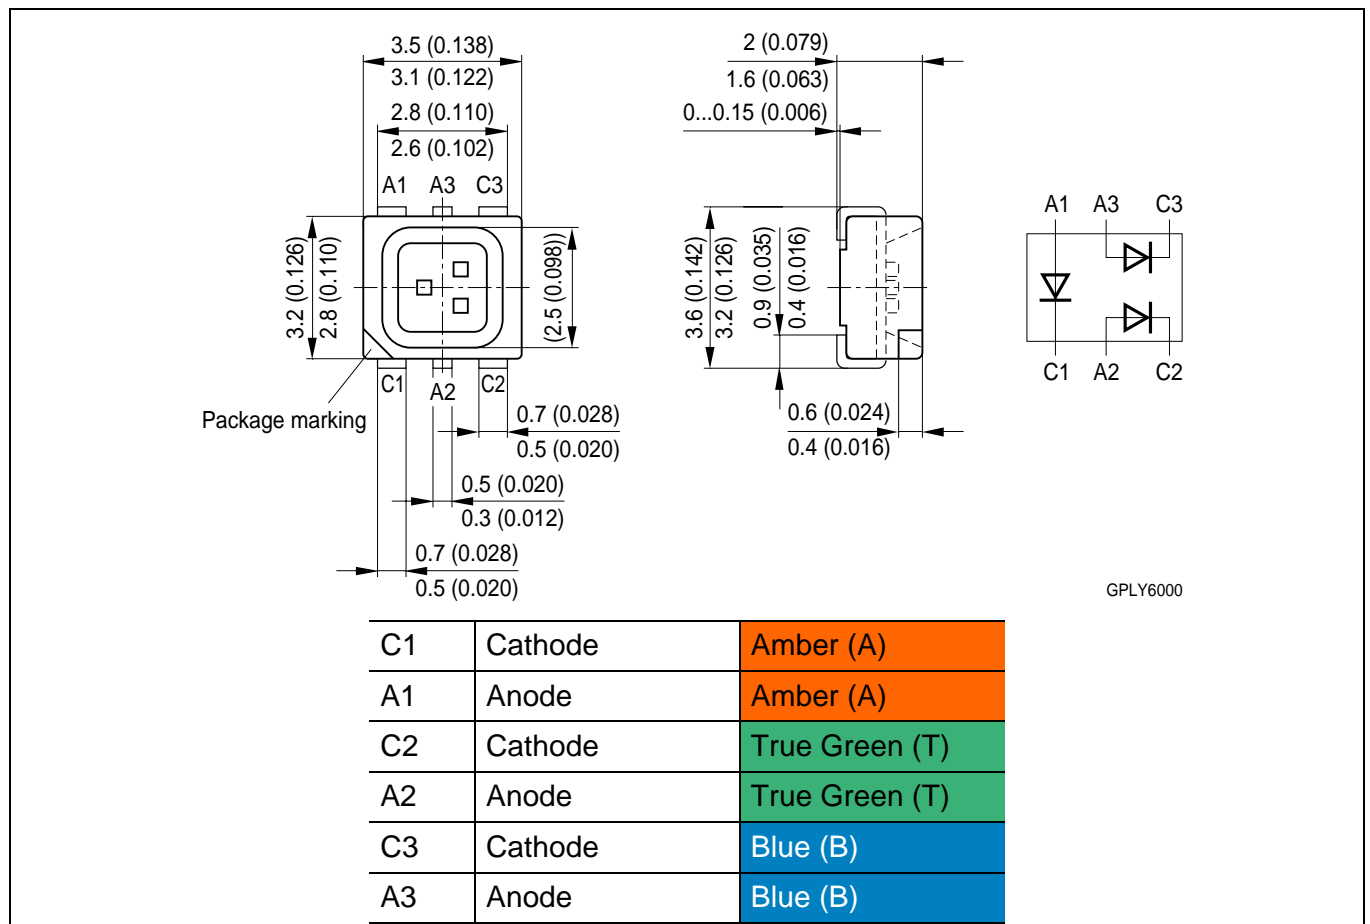 3.5 (0.138)
3.1 (0.122)
2.8 (0.110)
2.6 (0.102)
A1 A3 C3
3.2 (0.126)
2.8 (0.110)
(2.5 (0.098))
C1 A2 C2
Package marking
0.7 (0.028)
0.5 (0.020)
0.5 (0.020)
0.3 (0.012)
0.7 (0.028)
0.5 (0.020)
2 (0.079)
1.6 (0.063)
0...0.15 (0.006)
3.6 (0.142)
3.2 (0.126)
0.9 (0.035)
0.4 (0.016)
0.6 (0.024)
0.4 (0.016)
A1 A3 C3
C1 A2 C2
GPLY6000
C1 Cathode Amber (A)
A1 Anode Amber (A)
C2 Cathode True Green (T)
A2 Anode True Green (T)
C3 Cathode Blue (B)
A3 Anode Blue (B)